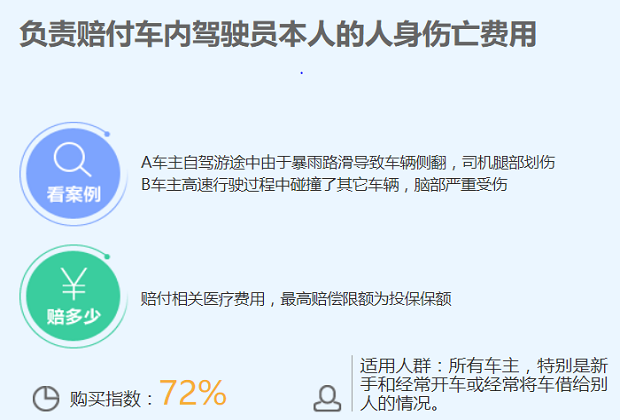 负责赔付车内驾驶员本人的人身伤亡费用
看案例
A车主自驾游途中由于暴雨路滑导致车辆侧翻，司机腿部划伤
B车主高速行驶过程中碰撞了其它车辆，脑部严重受伤
¥
赔多少
赔付相关医疗费用，最高赔偿限额为投保保额
购买指数：72%
适用人群：所有车主，特别是新
手和经常开车或经常将车借给别
人的情况。